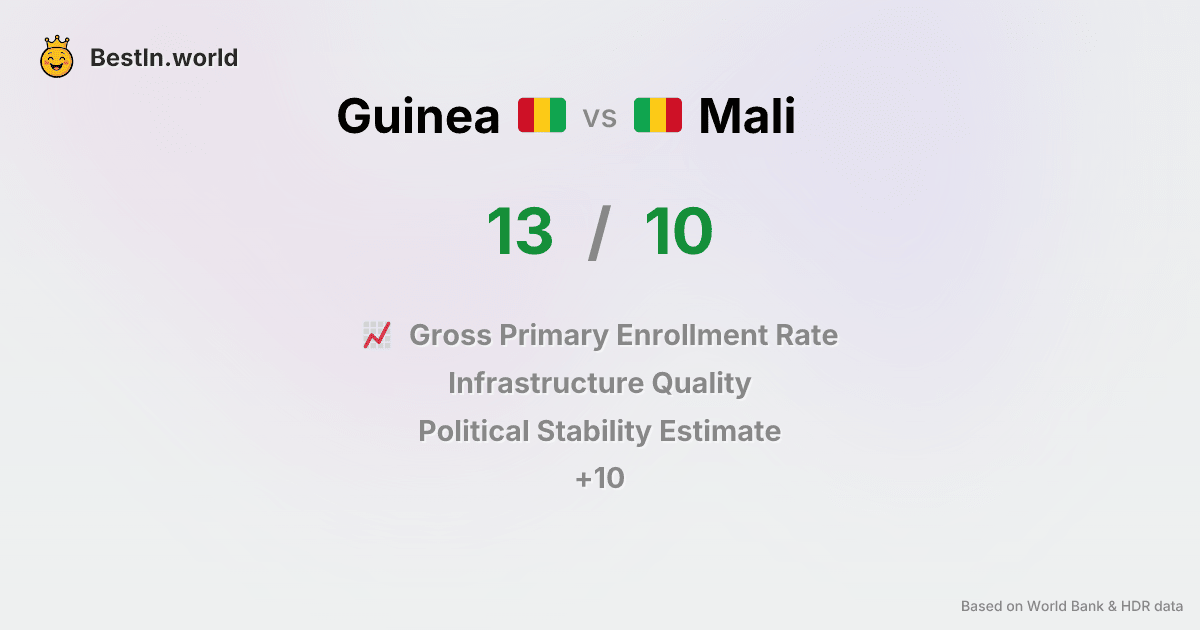 BestIn.world
Guinea vs Mali
13 / 10
Gross Primary Enrollment Rate
Infrastructure Quality
Political Stability Estimate
+10
Based on World Bank & HDR data